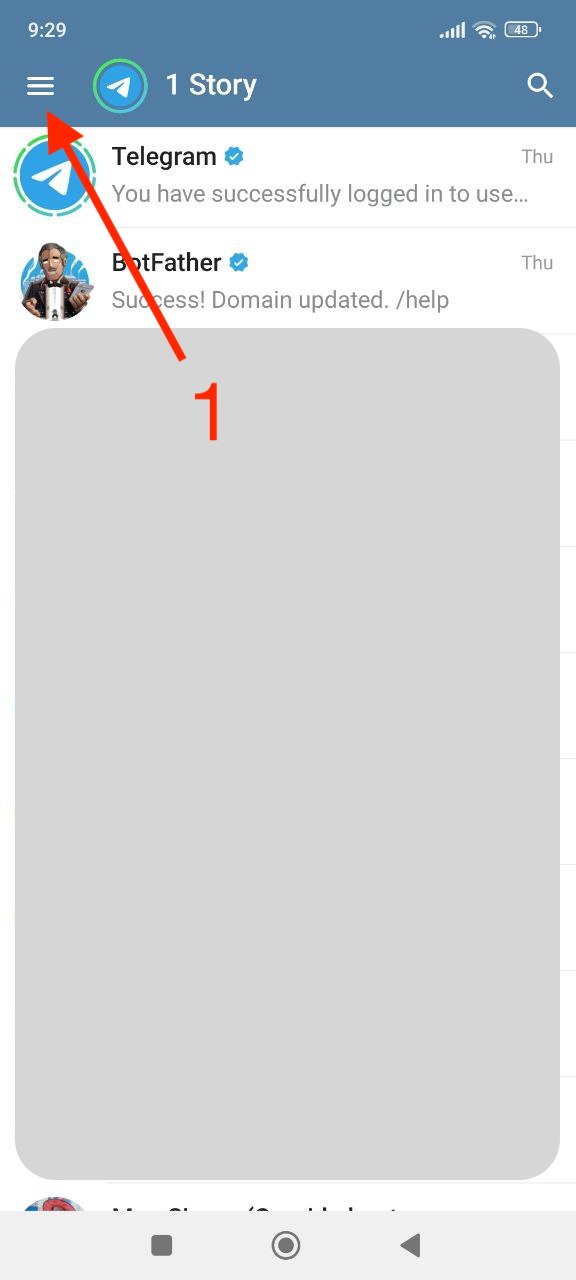 9:29
48
1 Story
Telegram
Thu
You have successfully logged in to use…
BotFather
Thu
Success! Domain updated. /help
1